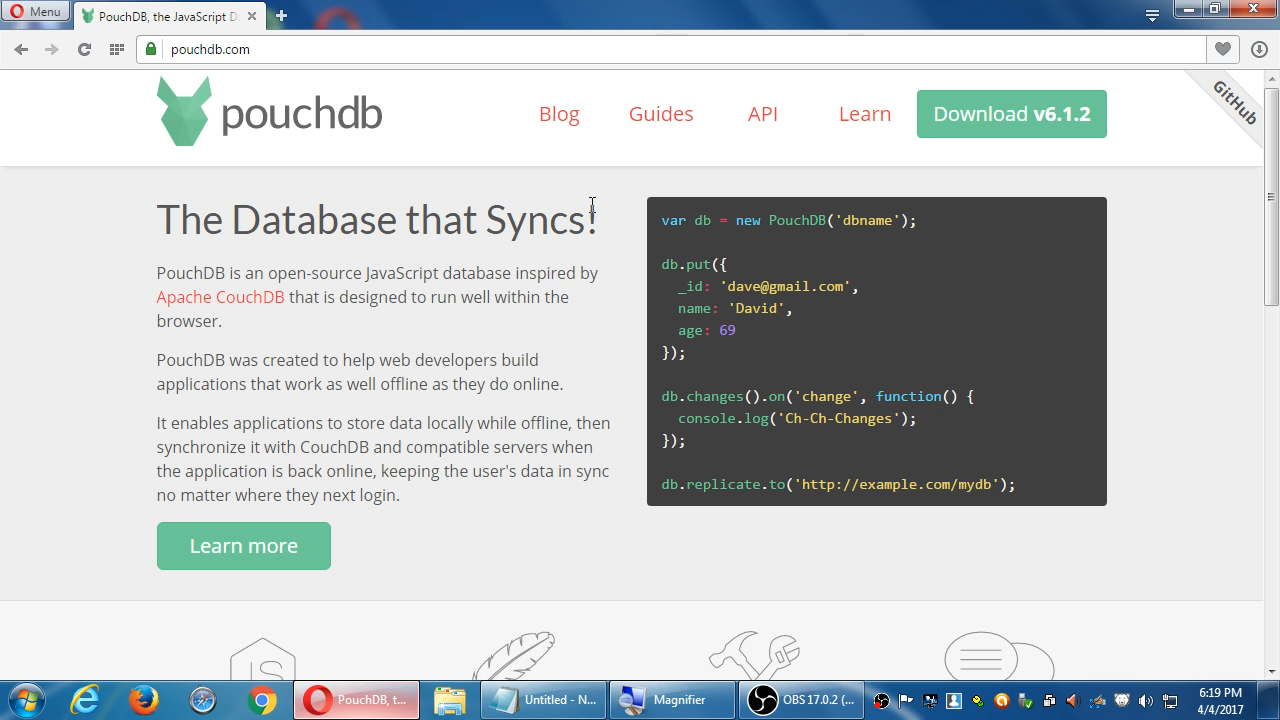 Menu
PouchDB, the JavaScript D
pouchdb.com
pouchdb
Blog
Guides
API
Learn
Download v6.1.2
GitHub
The Database that Syncs!
PouchDB is an open-source JavaScript database inspired by
Apache CouchDB that is designed to run well within the
browser.
PouchDB was created to help web developers build
applications that work as well offline as they do online.
It enables applications to store data locally while offline, then
synchronize it with CouchDB and compatible servers when
the application is back online, keeping the user's data in sync
no matter where they next login.
Learn more
var db = new PouchDB('dbname');
db.put({
  _id: 'dave@gmail.com',
  name: 'David',
  age: 69
});
db.changes().on('change', function() {
  console.log('Ch-Ch-Changes');
});
db.replicate.to('http://example.com/mydb');
JS
PouchDB, t...
Untitled - N...
Magnifier
OBS 17.0.2 (...
6:19 PM
4/4/2017